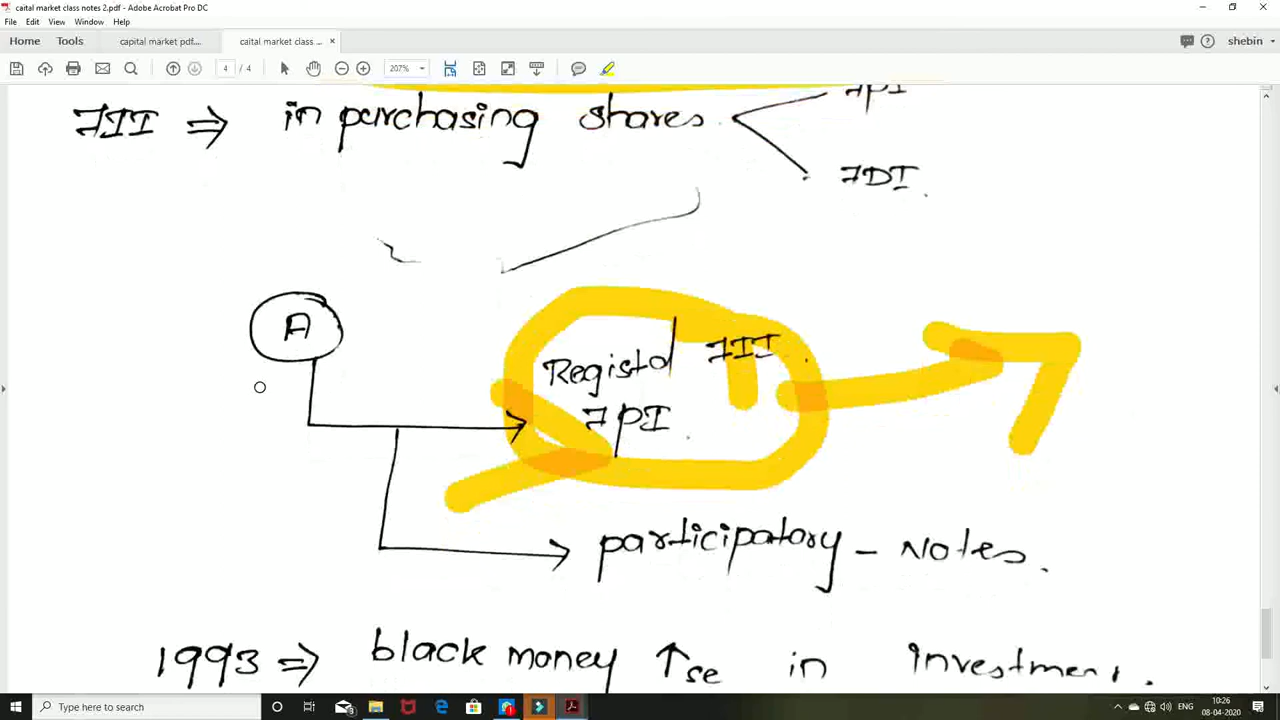 caital market class notes 2.pdf - Adobe Acrobat Pro DC
File Edit View Window Help
Home Tools capital market pdf.... caital market class ... × shebin
4 / 4 207%
FPI
FII ⇒ in purchasing shares
FDI.
A
Registd FII.
FPI.
participatory - Notes.
1993 ⇒ black money ↑se in investment.
Type here to search
10:26
08-04-2020